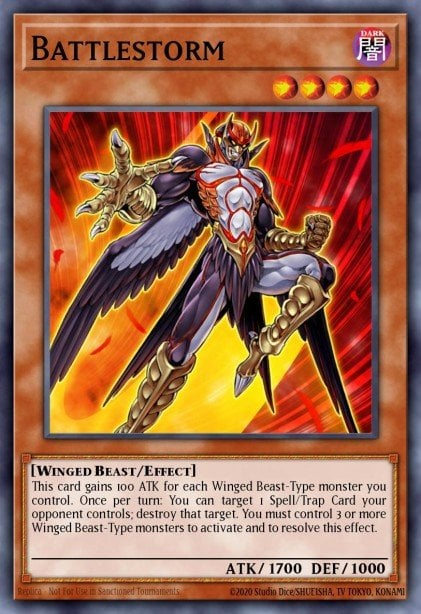 BATTLESTORM
DARK
闇
[WINGED BEAST/EFFECT]
This card gains 100 ATK for each Winged Beast-Type monster you
control. Once per turn: You can target 1 Spell/Trap Card your
opponent controls; destroy that target. You must control 3 or more
Winged Beast-Type monsters to activate and to resolve this effect.
ATK/1700 DEF/1000
Replica - Not For Use in Sanctioned Tournaments. ©2020 Studio Dice/SHUEISHA, TV TOKYO, KONAMI